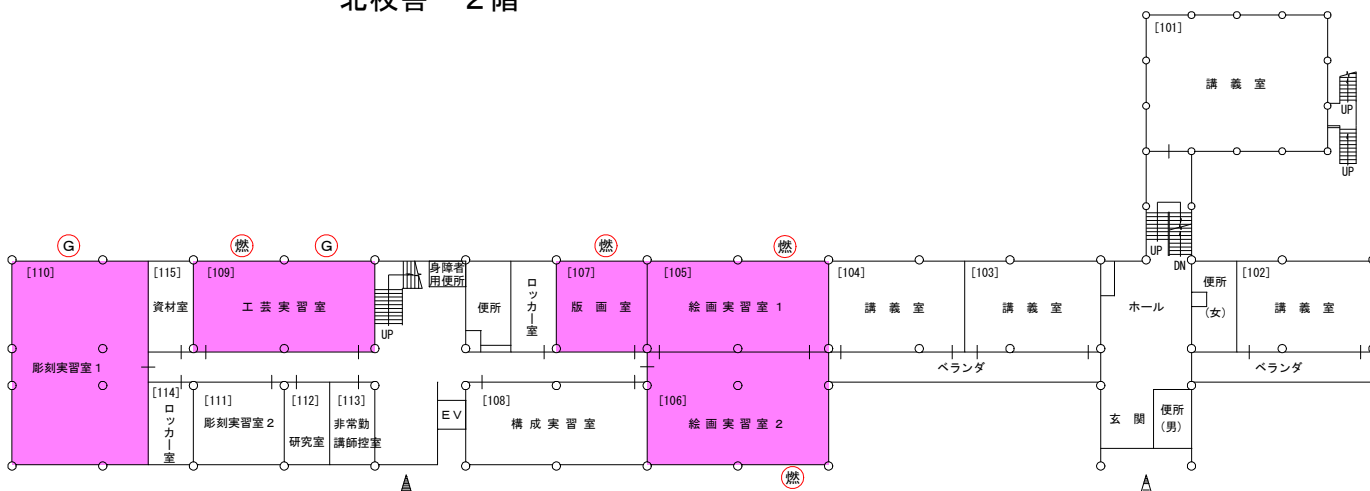 北校舎 2階
[101]
講義室
UP
UP
G
燃
G
燃
燃
[110]
彫刻実習室1
[115]
資材室
[109]
工芸実習室
身障者
用便所
UP
便所
ロッカー室
[107]
版画室
[105]
絵画実習室1
[104]
講義室
[103]
講義室
ホール
UP
DN
便所
(女)
[102]
講義室
ベランダ
ベランダ
[114]
ロッカー室
[111]
彫刻実習室2
[112]
研究室
[113]
非常勤
講師控室
EV
[108]
構成実習室
[106]
絵画実習室2
玄関
便所
(男)
燃